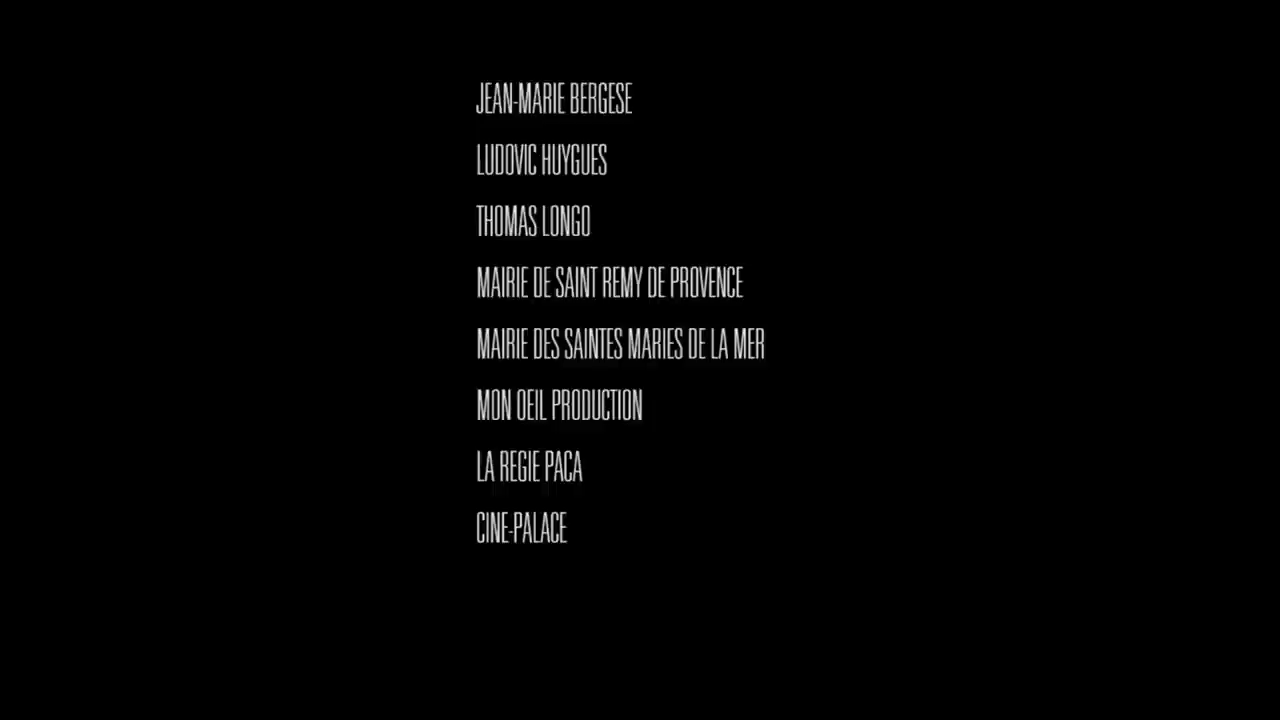 JEAN-MARIE BERGESE
LUDOVIC HUYGUES
THOMAS LONGO
MAIRIE DE SAINT REMY DE PROVENCE
MAIRIE DES SAINTES MARIES DE LA MER
MON OEIL PRODUCTION
LA REGIE PACA
CINE-PALACE